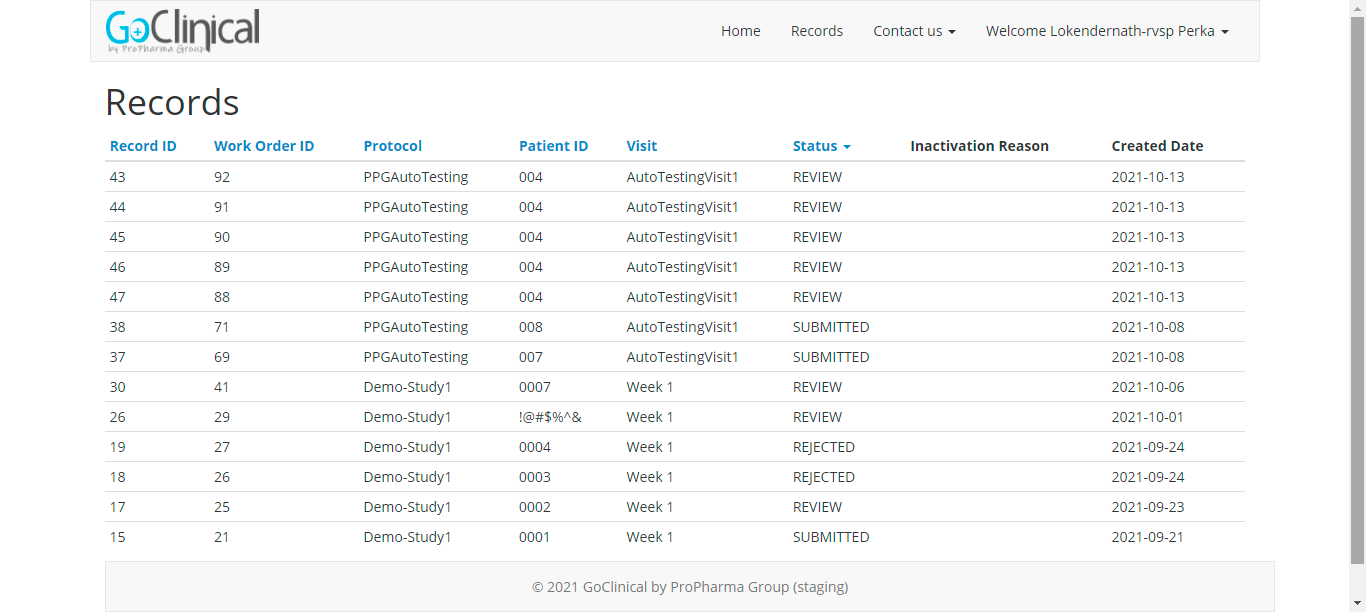 GoClinical
by ProPharma Group
Home Records Contact us Welcome Lokendernath-rvsp Perka
Records
Record ID Work Order ID Protocol Patient ID Visit Status Inactivation Reason Created Date
43 92 PPGAutoTesting 004 AutoTestingVisit1 REVIEW 2021-10-13
44 91 PPGAutoTesting 004 AutoTestingVisit1 REVIEW 2021-10-13
45 90 PPGAutoTesting 004 AutoTestingVisit1 REVIEW 2021-10-13
46 89 PPGAutoTesting 004 AutoTestingVisit1 REVIEW 2021-10-13
47 88 PPGAutoTesting 004 AutoTestingVisit1 REVIEW 2021-10-13
38 71 PPGAutoTesting 008 AutoTestingVisit1 SUBMITTED 2021-10-08
37 69 PPGAutoTesting 007 AutoTestingVisit1 SUBMITTED 2021-10-08
30 41 Demo-Study1 0007 Week 1 REVIEW 2021-10-06
26 29 Demo-Study1 !@#$%^& Week 1 REVIEW 2021-10-01
19 27 Demo-Study1 0004 Week 1 REJECTED 2021-09-24
18 26 Demo-Study1 0003 Week 1 REJECTED 2021-09-24
17 25 Demo-Study1 0002 Week 1 REVIEW 2021-09-23
15 21 Demo-Study1 0001 Week 1 SUBMITTED 2021-09-21
© 2021 GoClinical by ProPharma Group (staging)